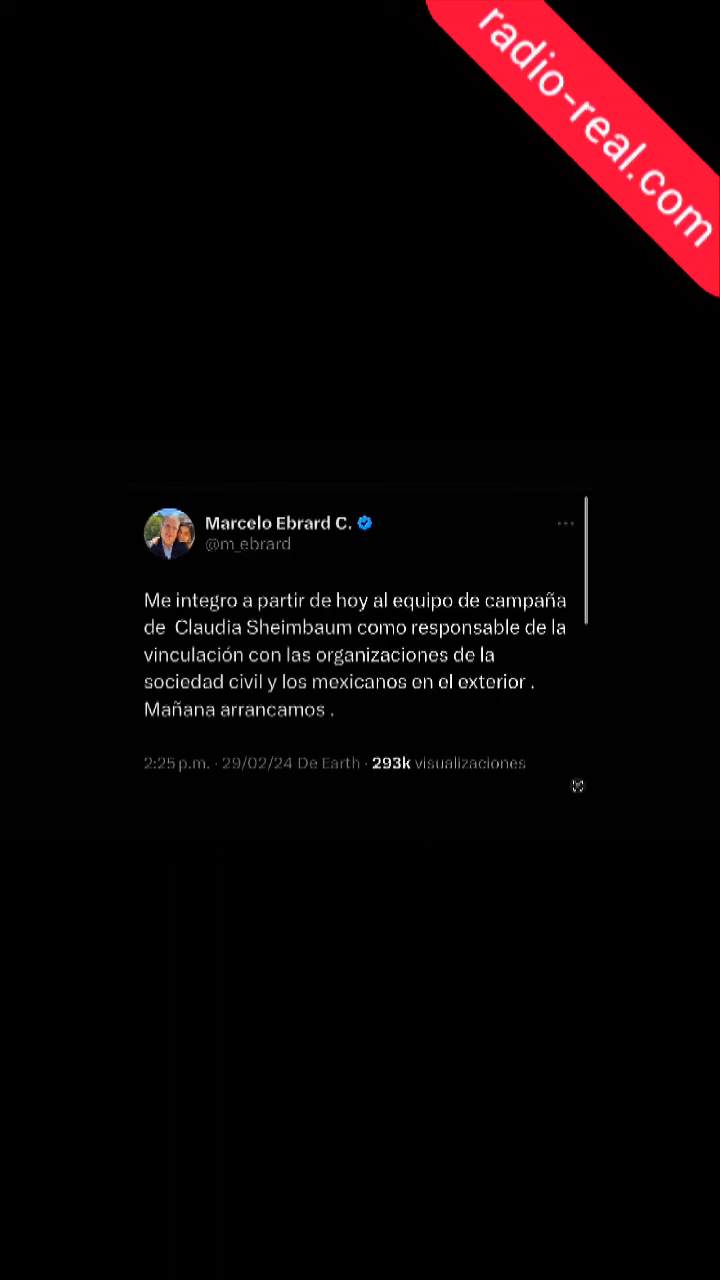 radio-real.com
Marcelo Ebrard C.
@m_ebrard
Me integro a partir de hoy al equipo de campaña
de  Claudia Sheimbaum como responsable de la
vinculación con las organizaciones de la
sociedad civil y los mexicanos en el exterior .
Mañana arrancamos .
2:25 p.m. · 29/02/24 De Earth · 293k visualizaciones